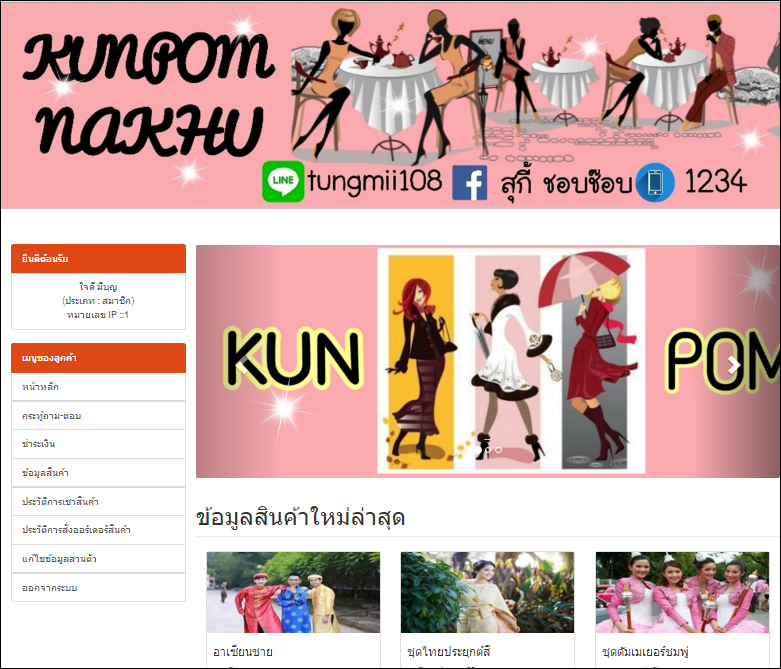 KUNPOM
NAKHU
MENU
LINE tungmii108 f สุกี้ ชอบช๊อบ 1234
ยินดีต้อนรับ
ใจดี มีบุญ
(ประเภท : สมาชิก)
หมายเลข IP ::1
เมนูของลูกค้า
หน้าหลัก
กระทู้ถาม-ตอบ
ชำระเงิน
ข้อมูลสินค้า
ประวัติการเช่าสินค้า
ประวัติการสั่งออร์เดอร์สินค้า
แก้ไขข้อมูลส่วนตัว
ออกจากระบบ
KUN POM
ข้อมูลสินค้าใหม่ล่าสุด
อาเซียนชาย
ชุดไทยประยุกต์สี
ชุดดัมเมเยอร์ชมพู่